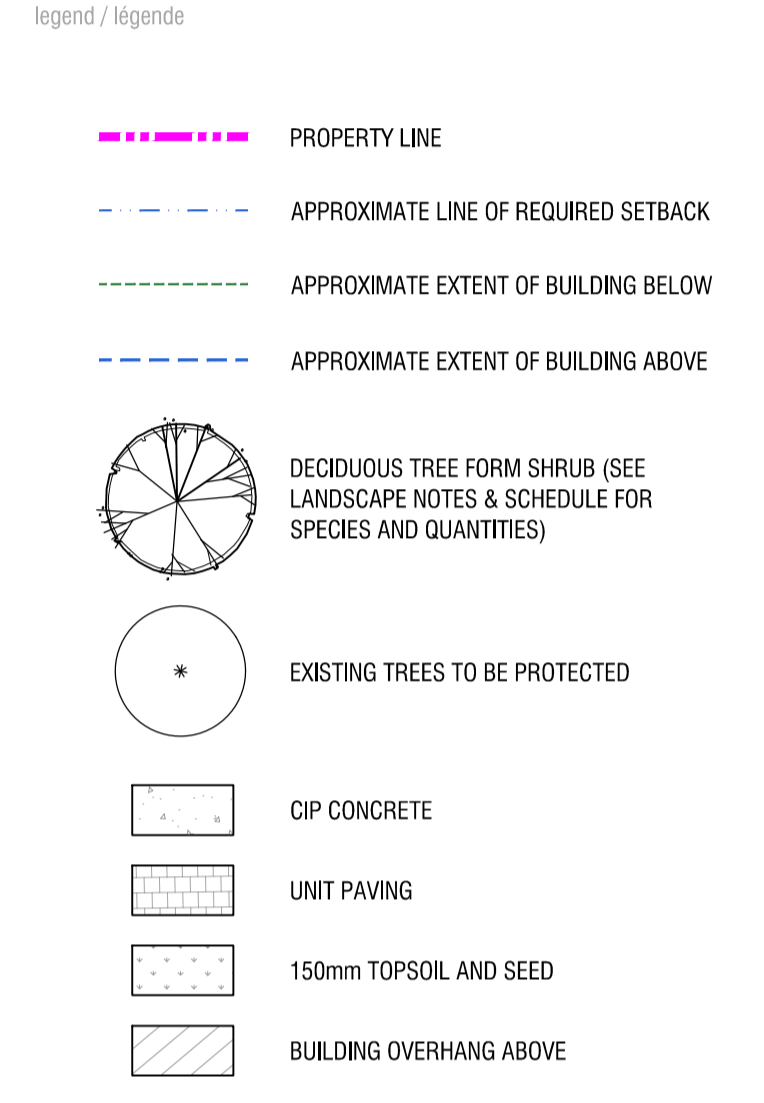 legend / légende
PROPERTY LINE
APPROXIMATE LINE OF REQUIRED SETBACK
APPROXIMATE EXTENT OF BUILDING BELOW
APPROXIMATE EXTENT OF BUILDING ABOVE
DECIDUOUS TREE FORM SHRUB (SEE
LANDSCAPE NOTES & SCHEDULE FOR
SPECIES AND QUANTITIES)
EXISTING TREES TO BE PROTECTED
CIP CONCRETE
UNIT PAVING
150mm TOPSOIL AND SEED
BUILDING OVERHANG ABOVE